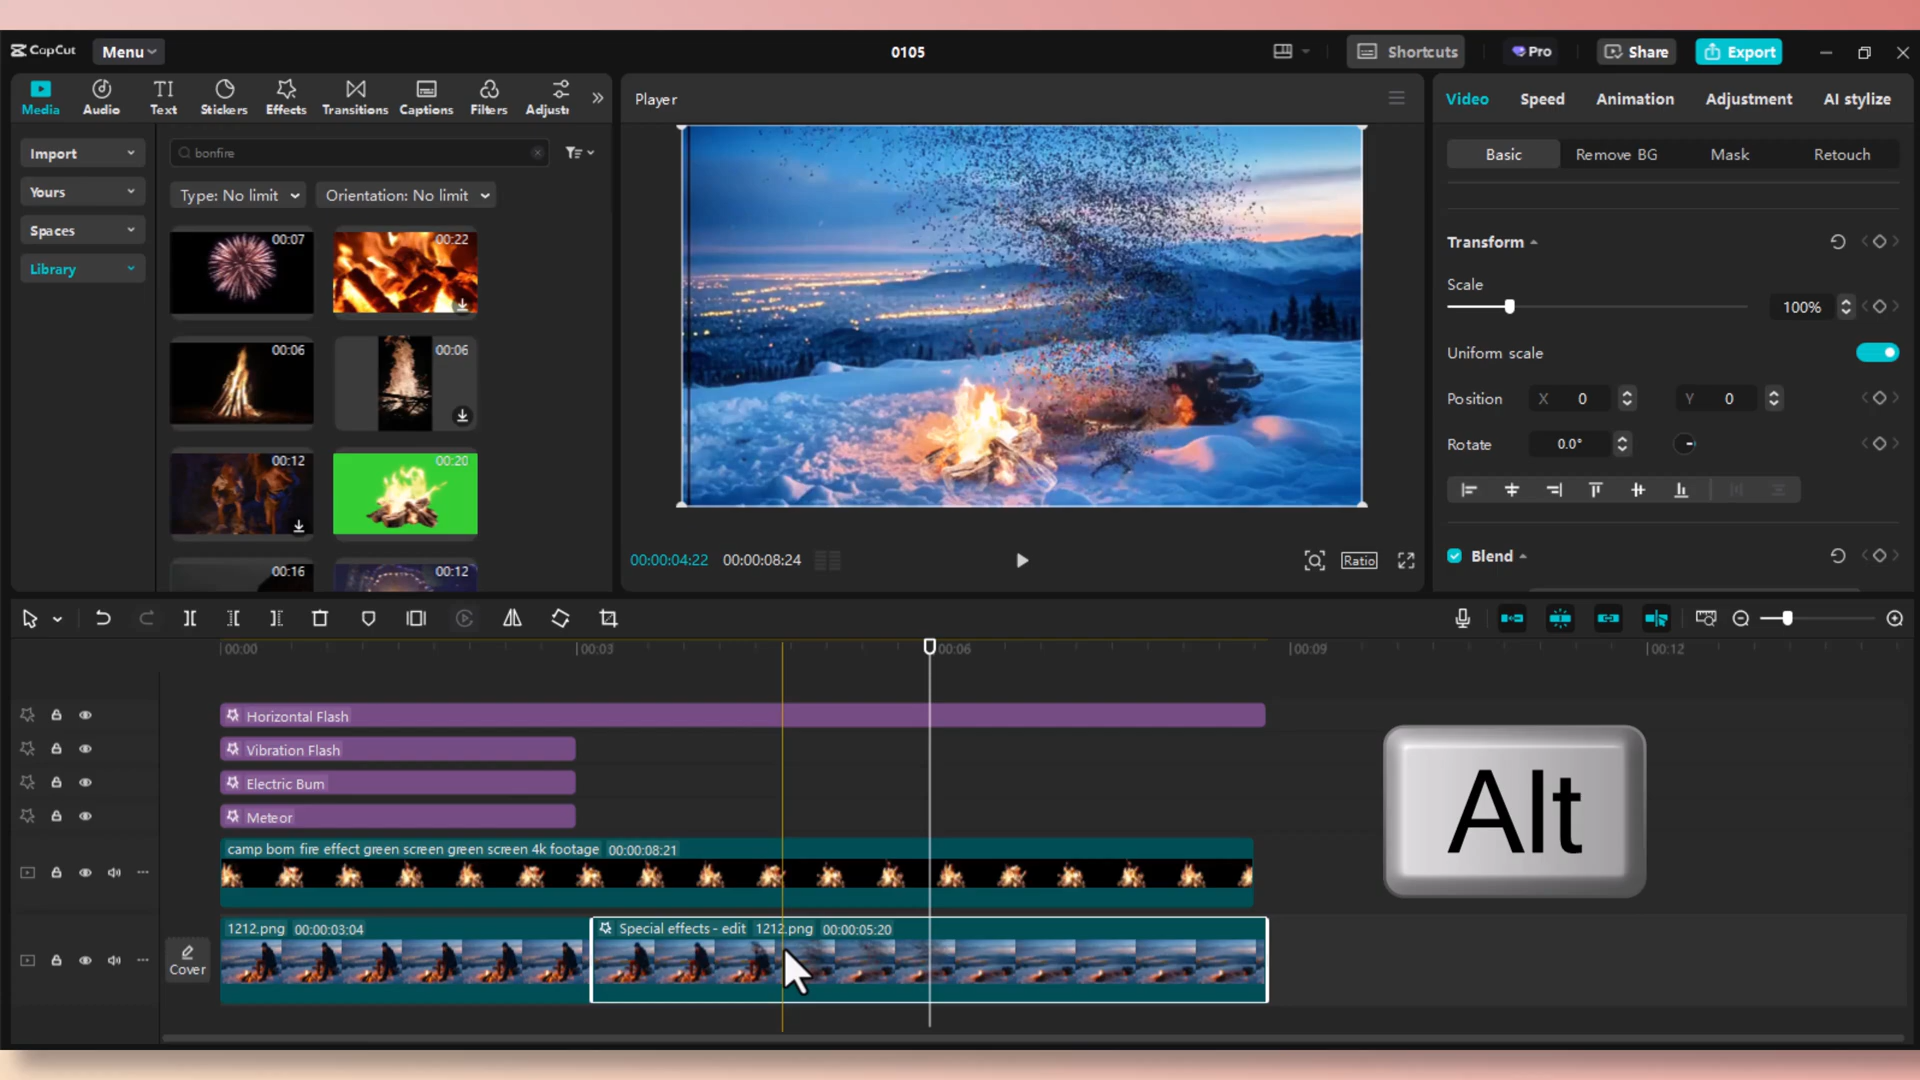 CapCut
Menu
0105
Shortcuts
Pro
Share
Export
Media
Audio
Text
Stickers
Effects
Transitions
Captions
Filters
Adjustr
Import
Yours
Spaces
Library
bonfire
Type: No limit
Orientation: No limit
00:07
00:22
00:06
00:06
00:12
00:20
00:16
00:12
Player
00:00:04:22
00:00:08:24
Ratio
Video
Speed
Animation
Adjustment
AI stylize
Basic
Remove BG
Mask
Retouch
Transform
Scale
100%
Uniform scale
Position
X 0
Y 0
Rotate
0.0°
Blend
00:00
00:03
00:06
00:09
00:12
Horizontal Flash
Vibration Flash
Electric Bum
Meteor
camp bom fire effect green screen green screen 4k footage 00:00:08:21
Cover
1212.png 00:00:03:04
Special effects - edit 1212.png 00:00:05:20
Alt